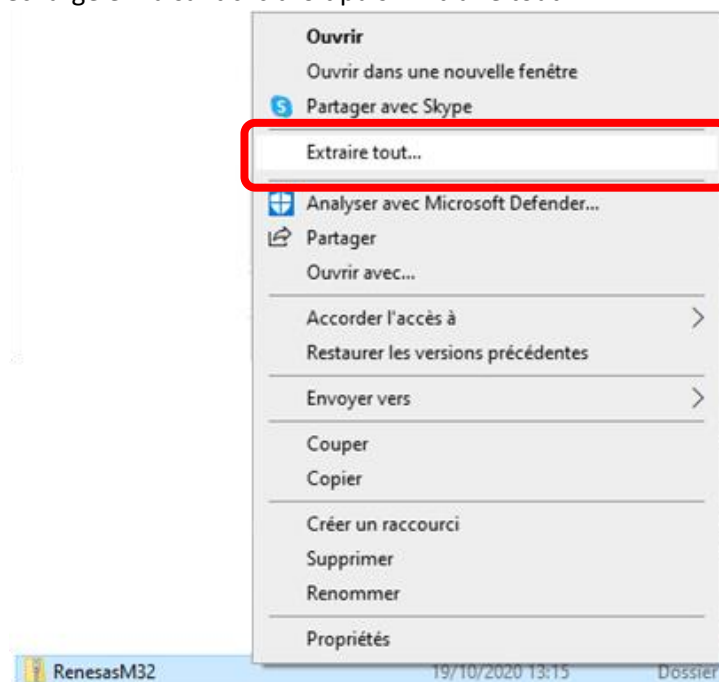 Ouvrir
Ouvrir dans une nouvelle fenêtre
Partager avec Skype
Extraire tout...
Analyser avec Microsoft Defender...
Partager
Ouvrir avec...
Accorder l'accès à
Restaurer les versions précédentes
Envoyer vers
Couper
Copier
Créer un raccourci
Supprimer
Renommer
Propriétés
RenesasM32 19/10/2020 13:15 Dossier